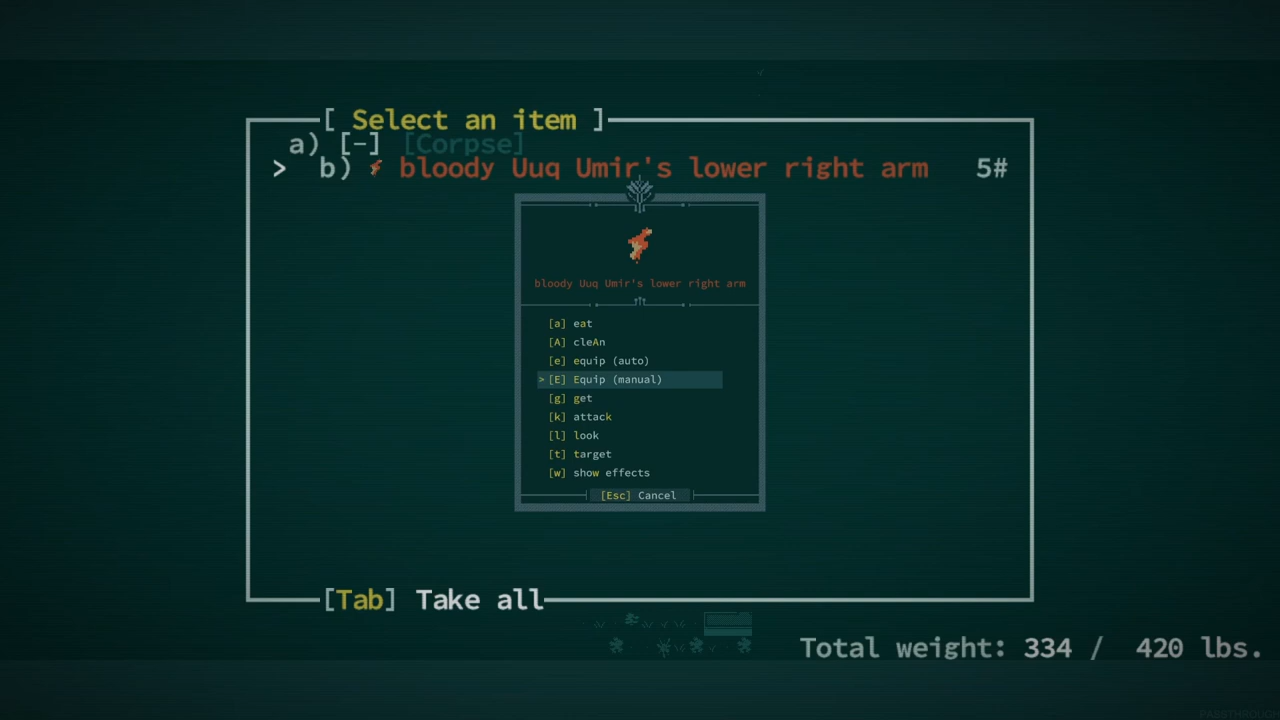 [ Select an item ]
a) [-] [Corpse]
> b) bloody Uuq Umir's lower right arm 5#
bloody Uuq Umir's lower right arm
[a] eat
[A] cleAn
[e] equip (auto)
> [E] Equip (manual)
[g] get
[k] attack
[l] look
[t] target
[w] show effects
[Esc] Cancel
[Tab] Take all
Total weight: 334 / 420 lbs.